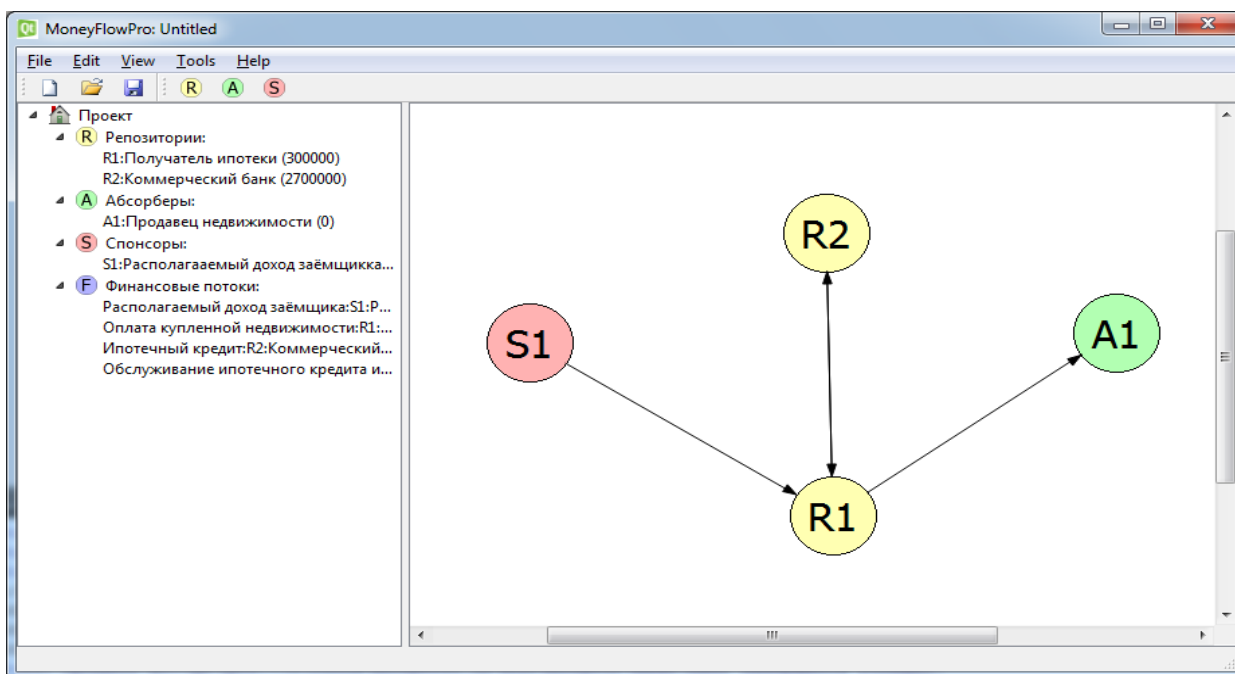 MoneyFlowPro: Untitled
File Edit View Tools Help
R A S
Проект
R Репозитории:
R1:Получатель ипотеки (300000)
R2:Коммерческий банк (2700000)
A Абсорберы:
A1:Продавец недвижимости (0)
S Спонсоры:
S1:Располагааемый доход заёмщикка...
F Финансовые потоки:
Располагаемый доход заёмщика:S1:Р...
Оплата купленной недвижимости:R1:...
Ипотечный кредит:R2:Коммерческий...
Обслуживание ипотечного кредита и...
R2
S1
A1
R1